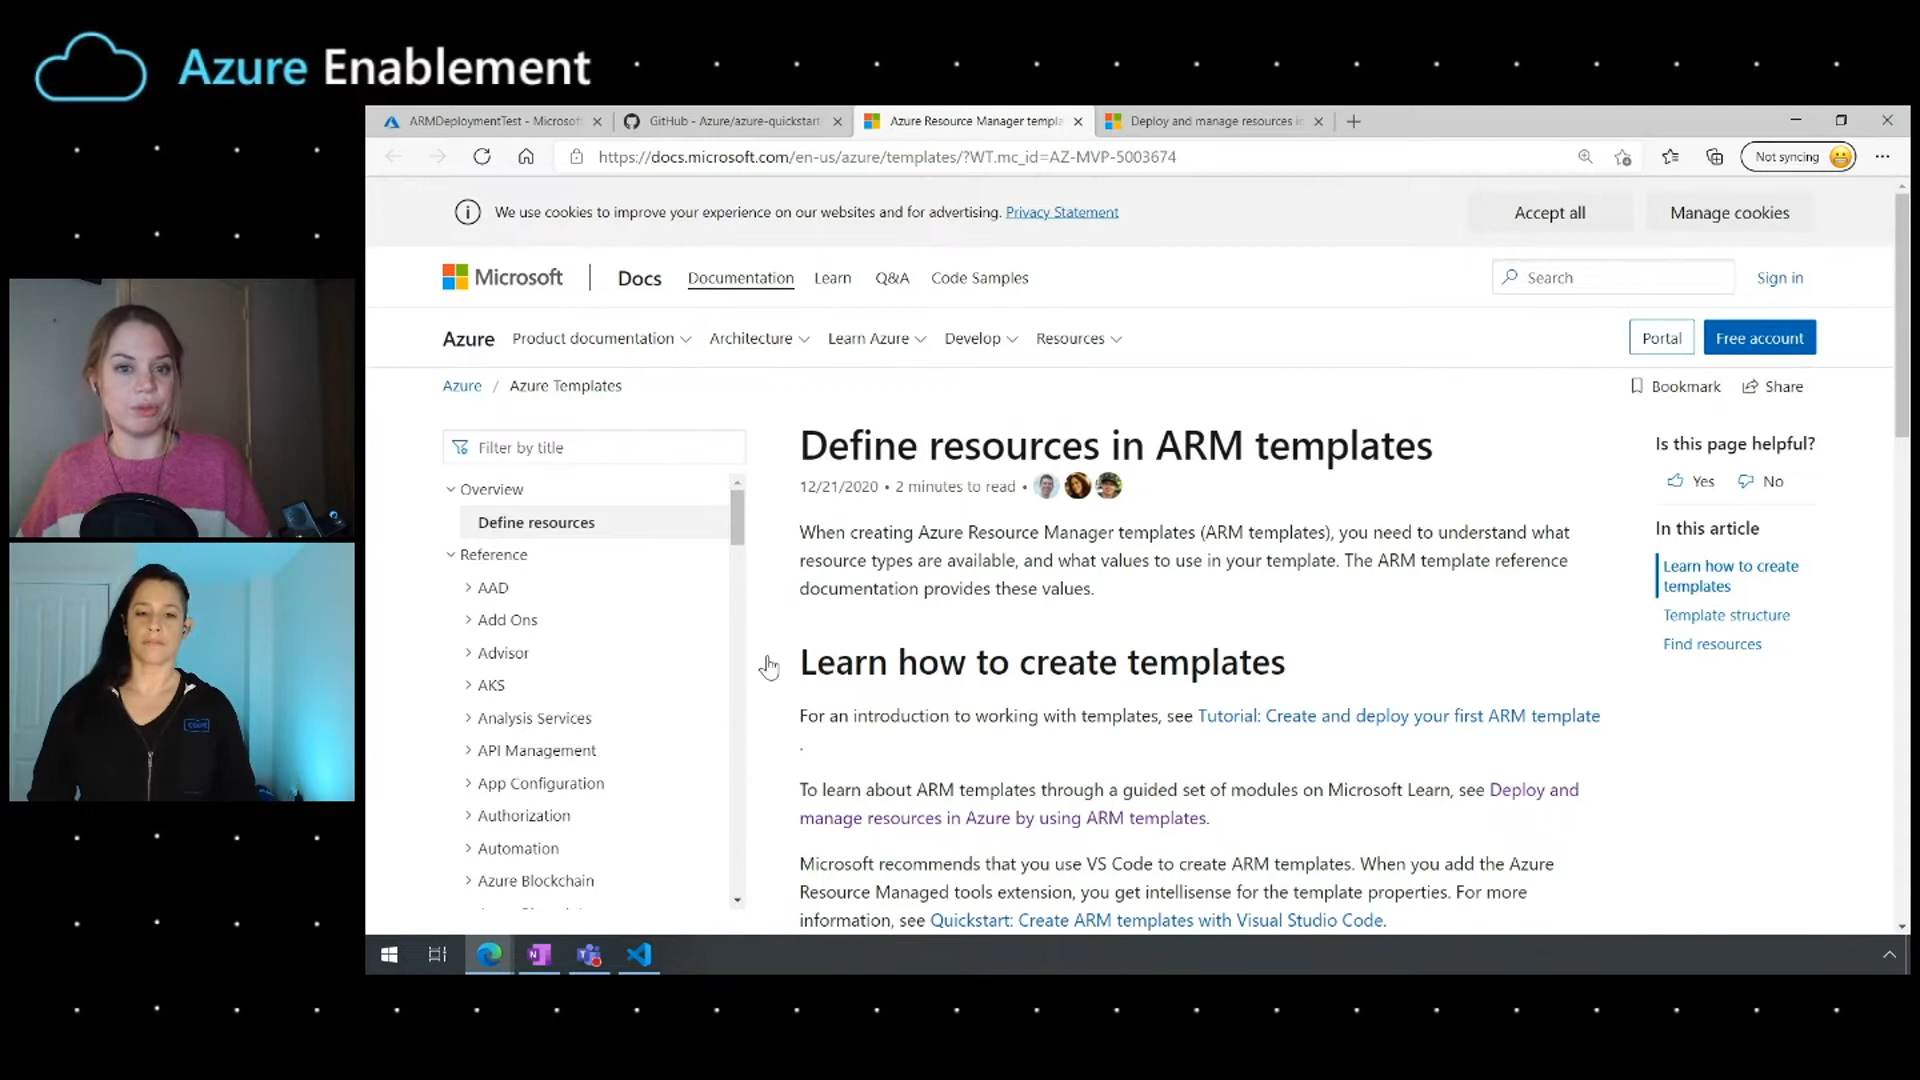 Azure Enablement
ARMDeploymentTest - Microsof
GitHub - Azure/azure-quickstart
Azure Resource Manager templa
Deploy and manage resources in
https://docs.microsoft.com/en-us/azure/templates/?WT.mc_id=AZ-MVP-5003674
Not syncing
We use cookies to improve your experience on our websites and for advertising. Privacy Statement
Accept all
Manage cookies
Microsoft
Docs
Documentation
Learn
Q&A
Code Samples
Search
Sign in
Azure
Product documentation
Architecture
Learn Azure
Develop
Resources
Portal
Free account
Azure / Azure Templates
Bookmark
Share
Filter by title
Overview
Define resources
Reference
AAD
Add Ons
Advisor
AKS
Analysis Services
API Management
App Configuration
Authorization
Automation
Azure Blockchain
Define resources in ARM templates
12/21/2020 • 2 minutes to read •
When creating Azure Resource Manager templates (ARM templates), you need to understand what
resource types are available, and what values to use in your template. The ARM template reference
documentation provides these values.
Learn how to create templates
For an introduction to working with templates, see Tutorial: Create and deploy your first ARM template
.
To learn about ARM templates through a guided set of modules on Microsoft Learn, see Deploy and
manage resources in Azure by using ARM templates.
Microsoft recommends that you use VS Code to create ARM templates. When you add the Azure
Resource Managed tools extension, you get intellisense for the template properties. For more
information, see Quickstart: Create ARM templates with Visual Studio Code.
Is this page helpful?
Yes
No
In this article
Learn how to create
templates
Template structure
Find resources